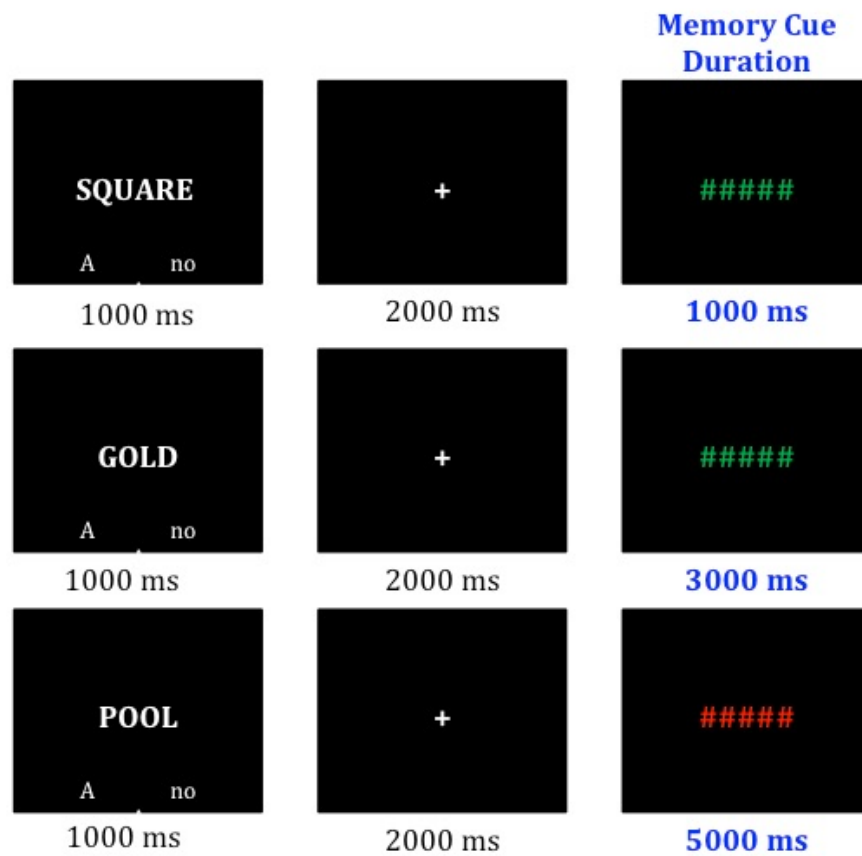 Memory Cue
Duration
SQUARE
+
#####
A no
1000 ms
2000 ms
1000 ms
GOLD
+
#####
A no
1000 ms
2000 ms
3000 ms
POOL
+
#####
A no
1000 ms
2000 ms
5000 ms